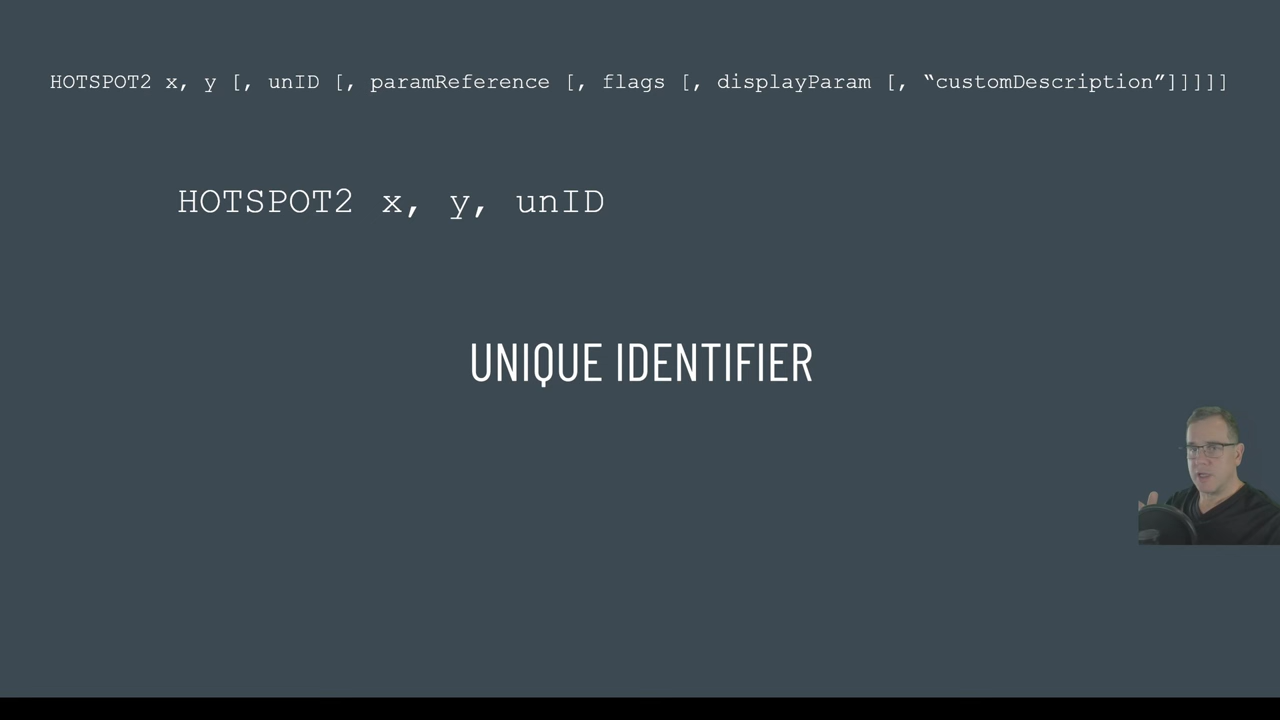 HOTSPOT2 x, y [, unID [, paramReference [, flags [, displayParam [, “customDescription”]]]]]
HOTSPOT2 x, y, unID
UNIQUE IDENTIFIER